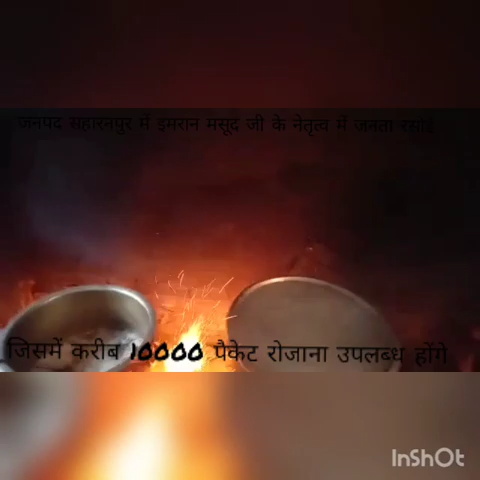 जनपद सहारनपुर में इमरान मसूद जी के नेतृत्व में जनता रसोई
जिसमें करीब 10000 पैकेट रोजाना उपलब्ध होंगे
InShOt